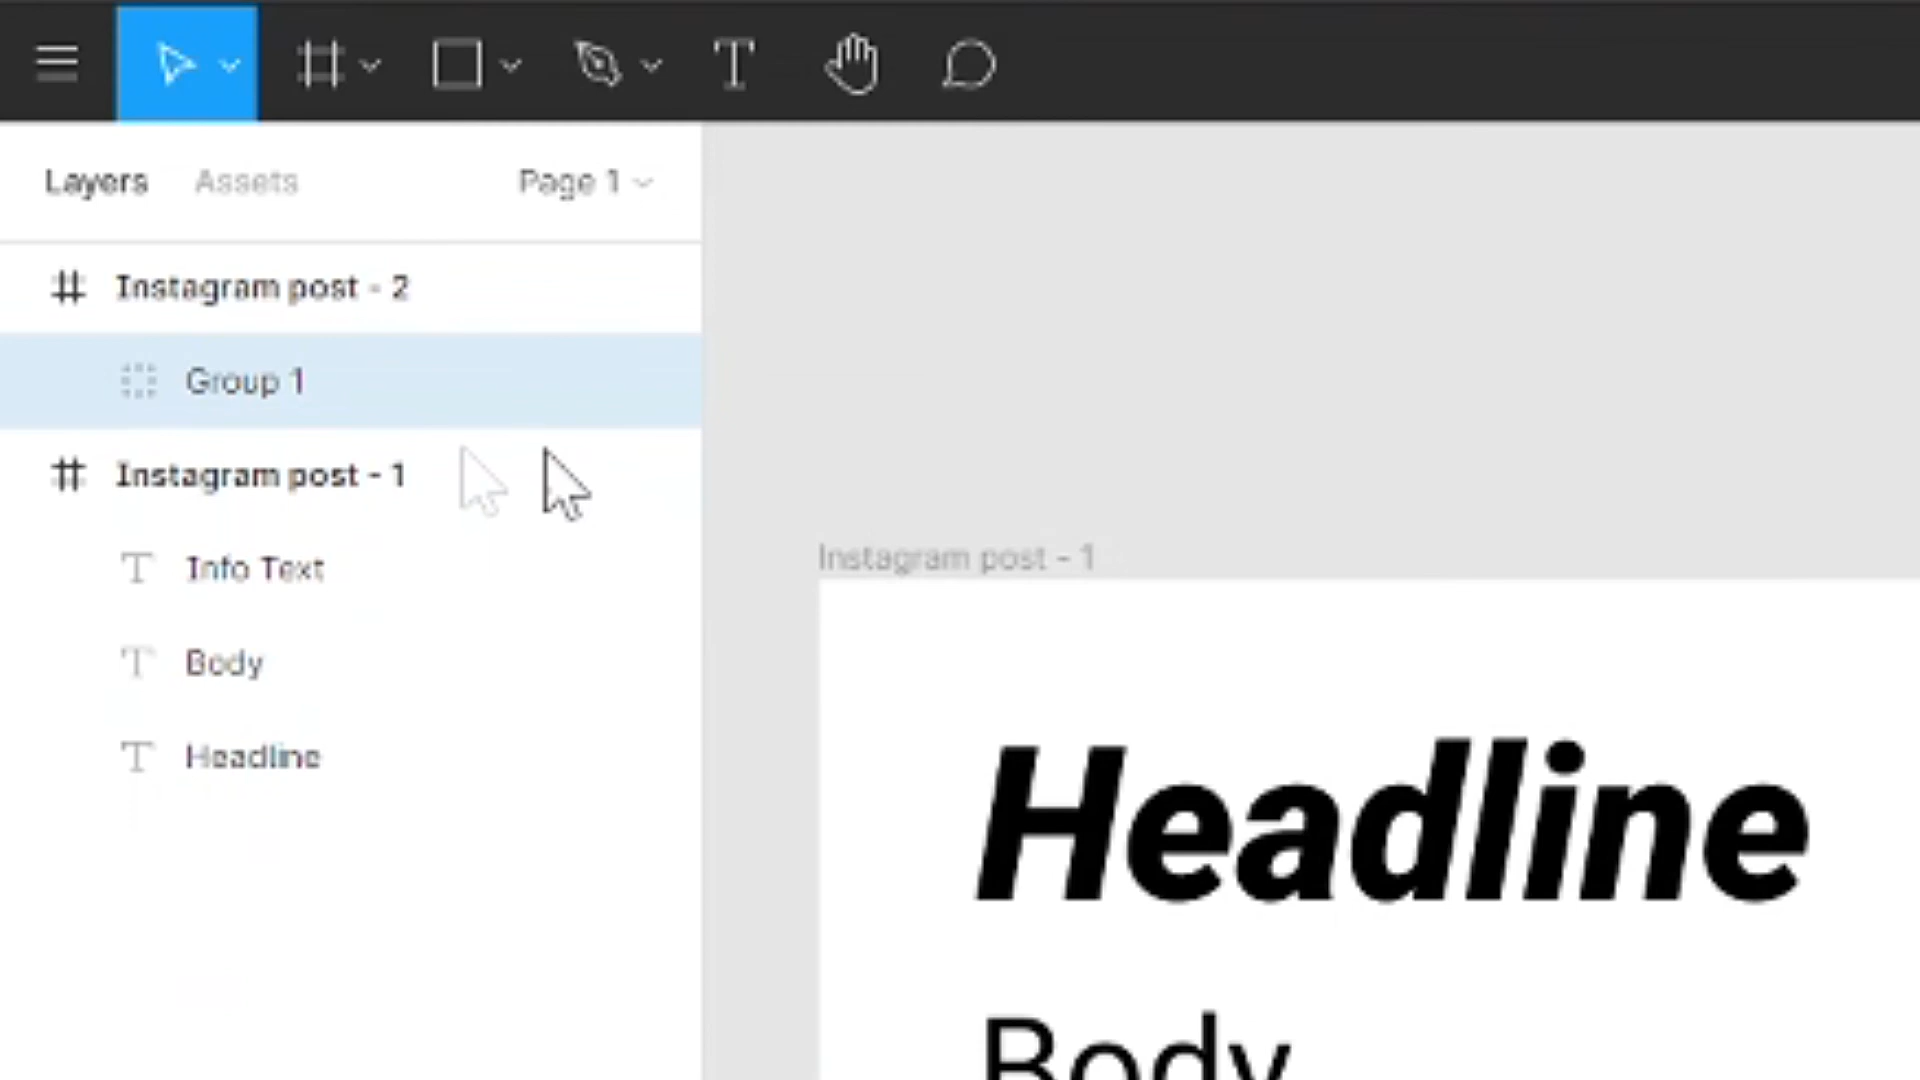 Layers Assets Page 1
Instagram post - 2
Group 1
Instagram post - 1
Info Text
Body
Headline
Instagram post - 1
Headline
Body